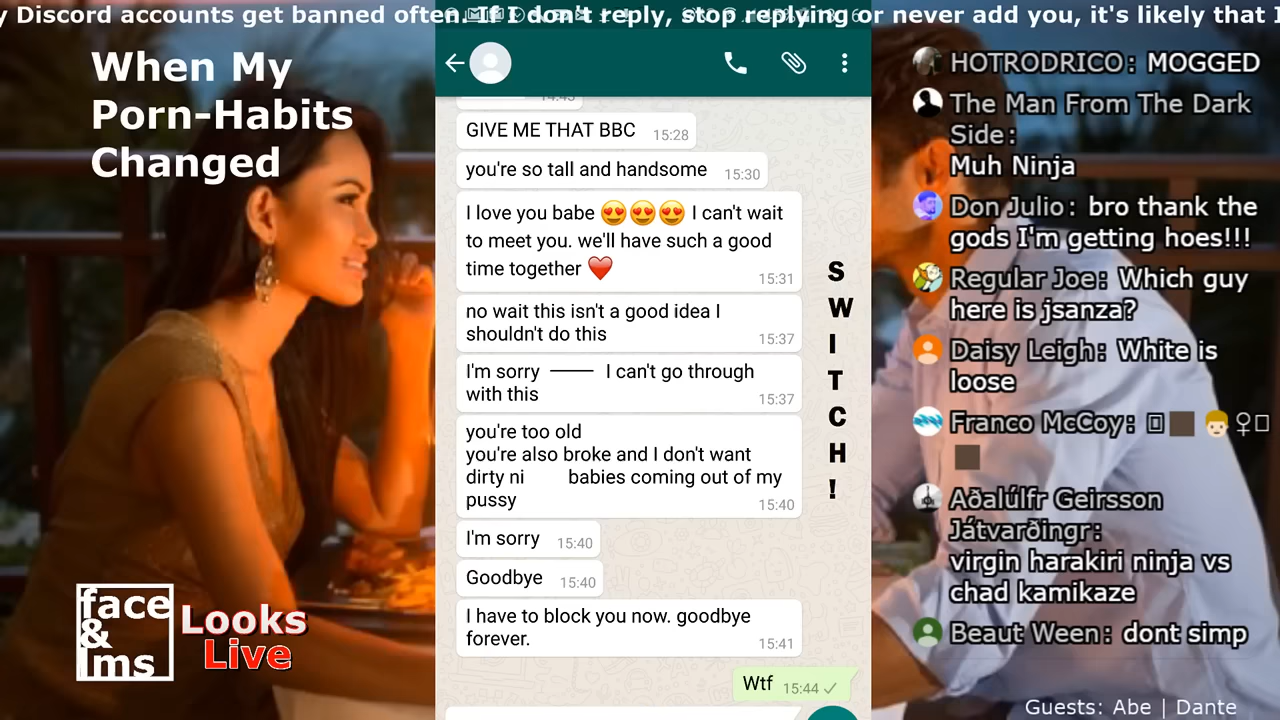 y Discord accounts get banned often. If I don't reply, stop replying or never add you, it's likely that I
When My
Porn-Habits
Changed
14:45
GIVE ME THAT BBC 15:28
you're so tall and handsome 15:30
I love you babe 😍😍😍 I can't wait
to meet you. we'll have such a good
time together ❤️ 15:31
no wait this isn't a good idea I
shouldn't do this 15:37
I'm sorry —— I can't go through
with this 15:37
you're too old
you're also broke and I don't want
dirty ni babies coming out of my
pussy 15:40
I'm sorry 15:40
Goodbye 15:40
I have to block you now. goodbye
forever. 15:41
Wtf 15:44
S
W
I
T
C
H
!
face
&
lms
Looks
Live
HOTRODRICO: MOGGED
The Man From The Dark
Side:
Muh Ninja
Don Julio: bro thank the
gods I'm getting hoes!!!
Regular Joe: Which guy
here is jsanza?
Daisy Leigh: White is
loose
Franco McCoy:
Aðalúlfr Geirsson
Játvarðingr:
virgin harakiri ninja vs
chad kamikaze
Beaut Ween: dont simp
Guests: Abe | Dante